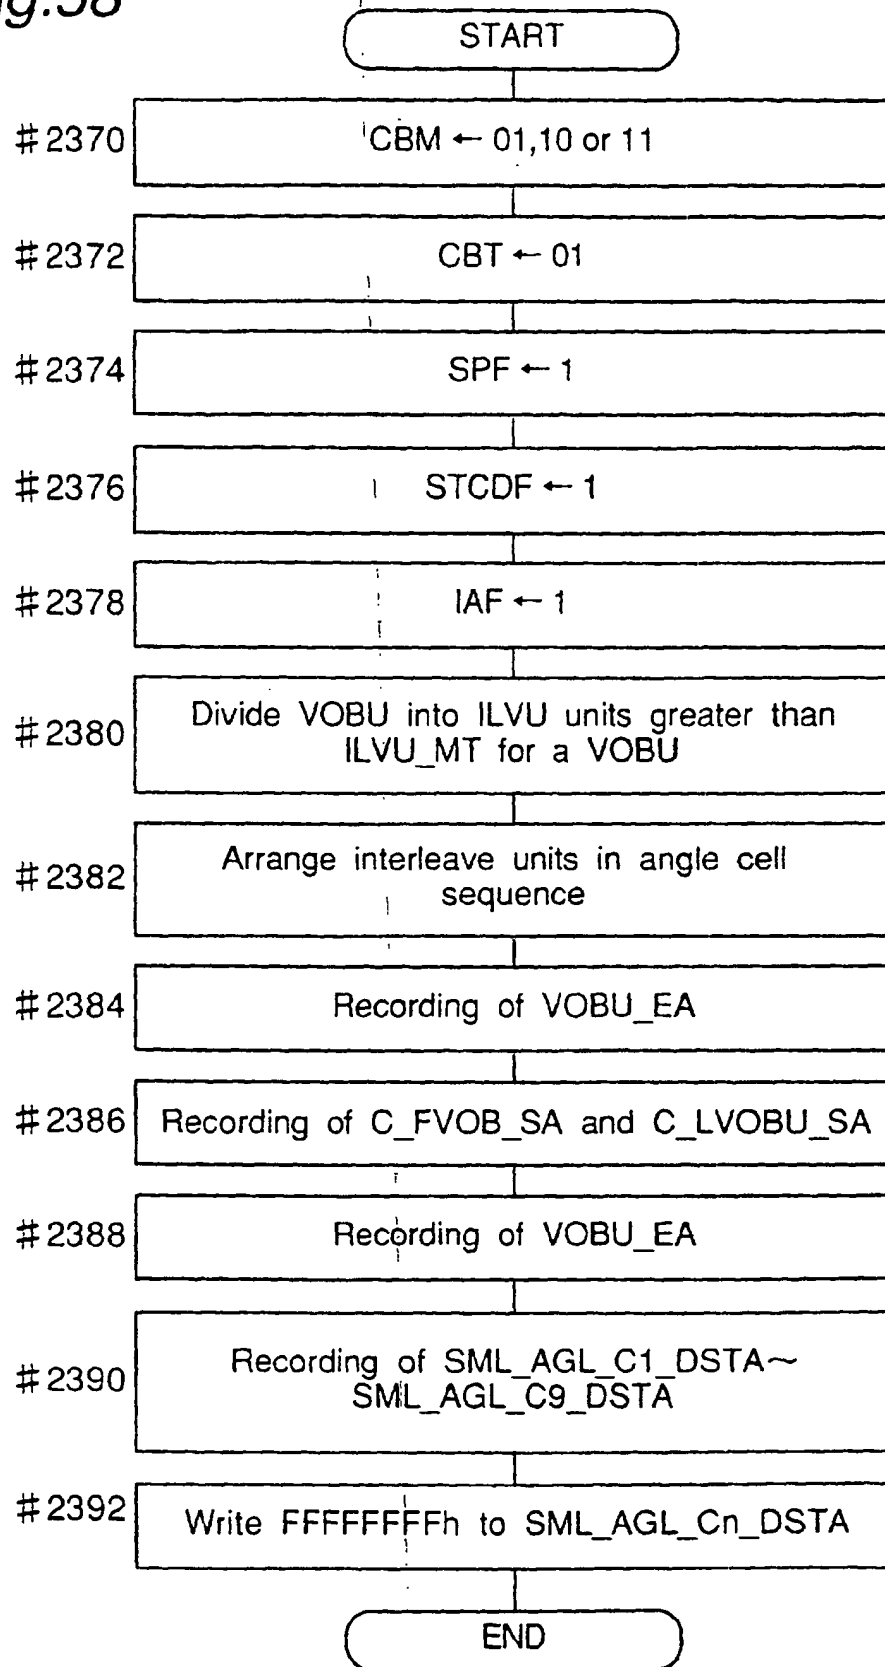 g.58
START
#2370 CBM ← 01,10 or 11
#2372 CBT ← 01
#2374 SPF ← 1
#2376 STCDF ← 1
#2378 IAF ← 1
#2380 Divide VOBU into ILVU units greater than
ILVU_MT for a VOBU
#2382 Arrange interleave units in angle cell
sequence
#2384 Recording of VOBU_EA
#2386 Recording of C_FVOB_SA and C_LVOBU_SA
#2388 Recording of VOBU_EA
#2390 Recording of SML_AGL_C1_DSTA~
SML_AGL_C9_DSTA
#2392 Write FFFFFFFFh to SML_AGL_Cn_DSTA
END